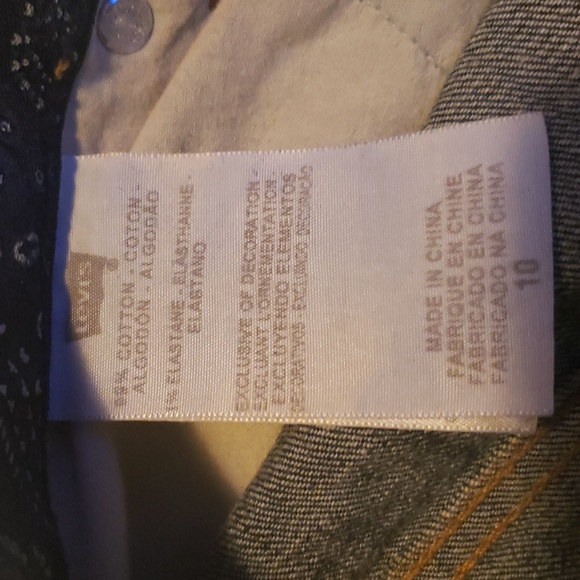 Levi's
®
99% COTTON - COTON -
ALGODÓN - ALGODÃO
1% ELASTANE - ELASTHANNE -
ELASTANO
EXCLUSIVE OF DECORATION -
EXCLUANT L'ORNEMENTATION -
EXCLUYENDO ELEMENTOS
DECORATIVOS - EXCLUINDO DECORAÇÃO
MADE IN CHINA
FABRIQUE EN CHINE
FABRICADO EN CHINA
FABRICADO NA CHINA
10